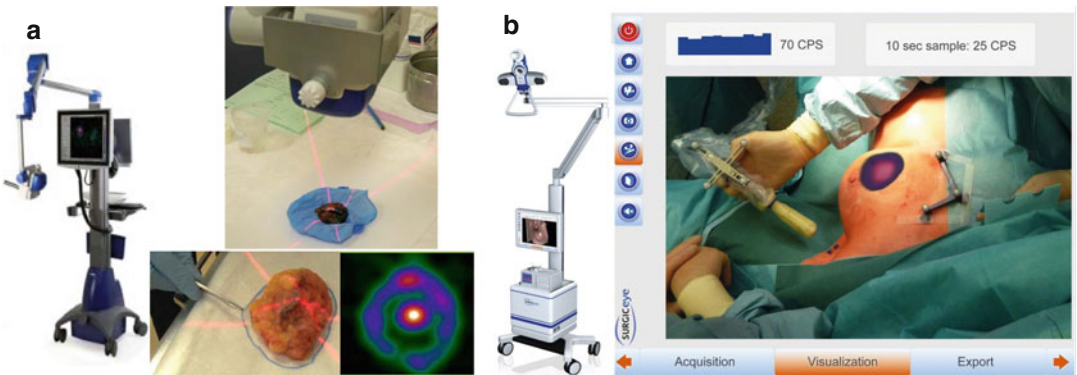 a
b
70 CPS
10 sec sample: 25 CPS
SURGICeye
Acquisition
Visualization
Export